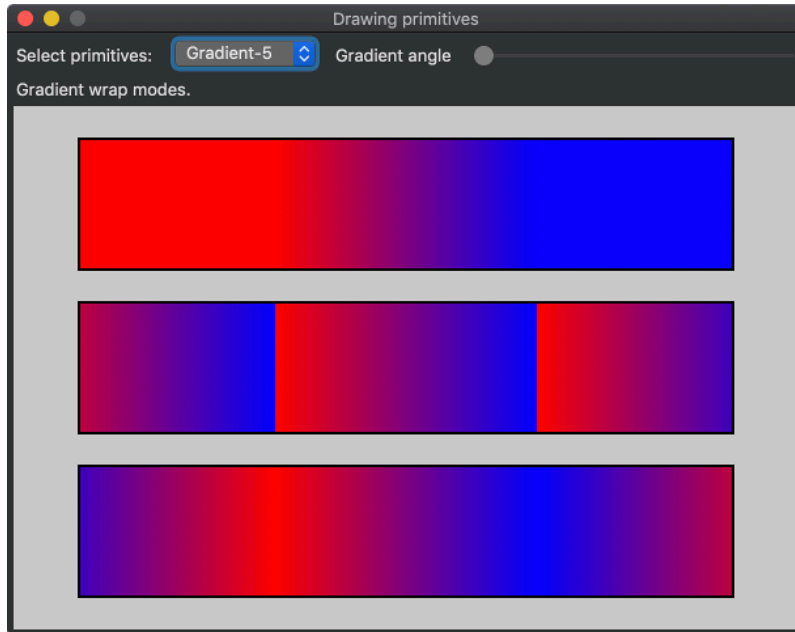 Drawing primitives
Select primitives: Gradient-5 Gradient angle
Gradient wrap modes.